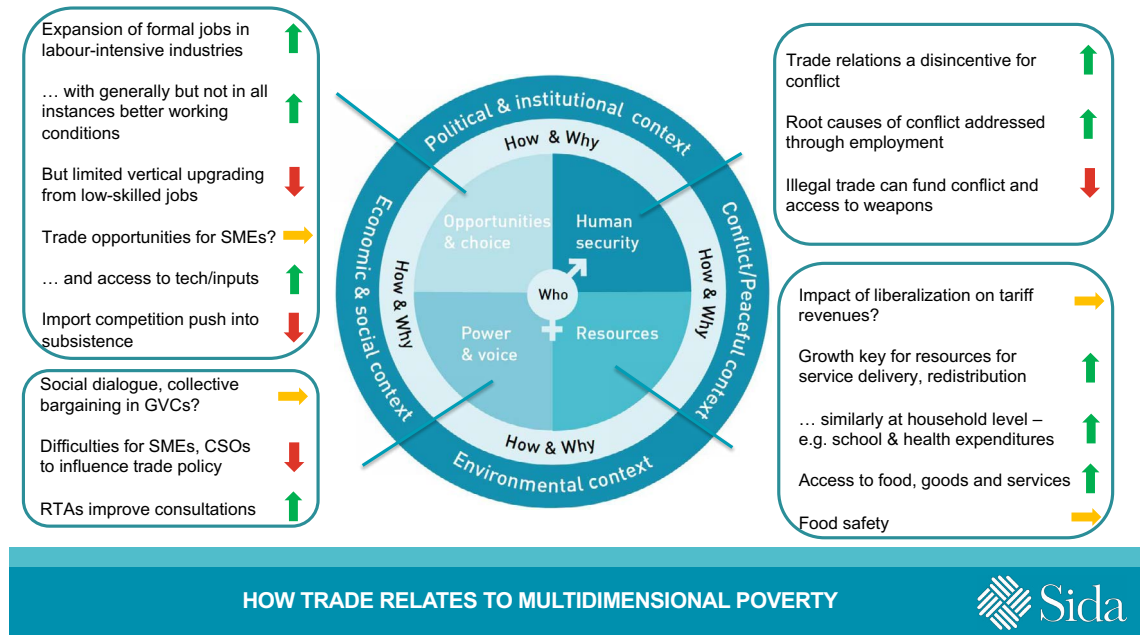 Expansion of formal jobs in
labour-intensive industries
… with generally but not in all
instances better working
conditions
But limited vertical upgrading
from low-skilled jobs
Trade opportunities for SMEs?
… and access to tech/inputs
Import competition push into
subsistence
Social dialogue, collective
bargaining in GVCs?
Difficulties for SMEs, CSOs
to influence trade policy
RTAs improve consultations
Political & institutional context
Conflict/Peaceful context
Environmental context
Economic & social context
How & Why
How & Why
How & Why
How & Why
Opportunities
& choice
Human
security
Who
Power
& voice
Resources
Trade relations a disincentive for
conflict
Root causes of conflict addressed
through employment
Illegal trade can fund conflict and
access to weapons
Impact of liberalization on tariff
revenues?
Growth key for resources for
service delivery, redistribution
… similarly at household level –
e.g. school & health expenditures
Access to food, goods and services
Food safety
HOW TRADE RELATES TO MULTIDIMENSIONAL POVERTY
Sida